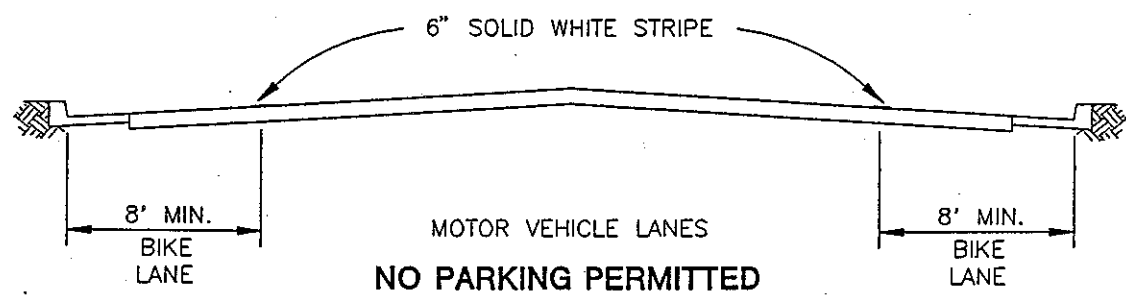 6" SOLID WHITE STRIPE
8' MIN.
BIKE
LANE
MOTOR VEHICLE LANES
NO PARKING PERMITTED
8' MIN.
BIKE
LANE